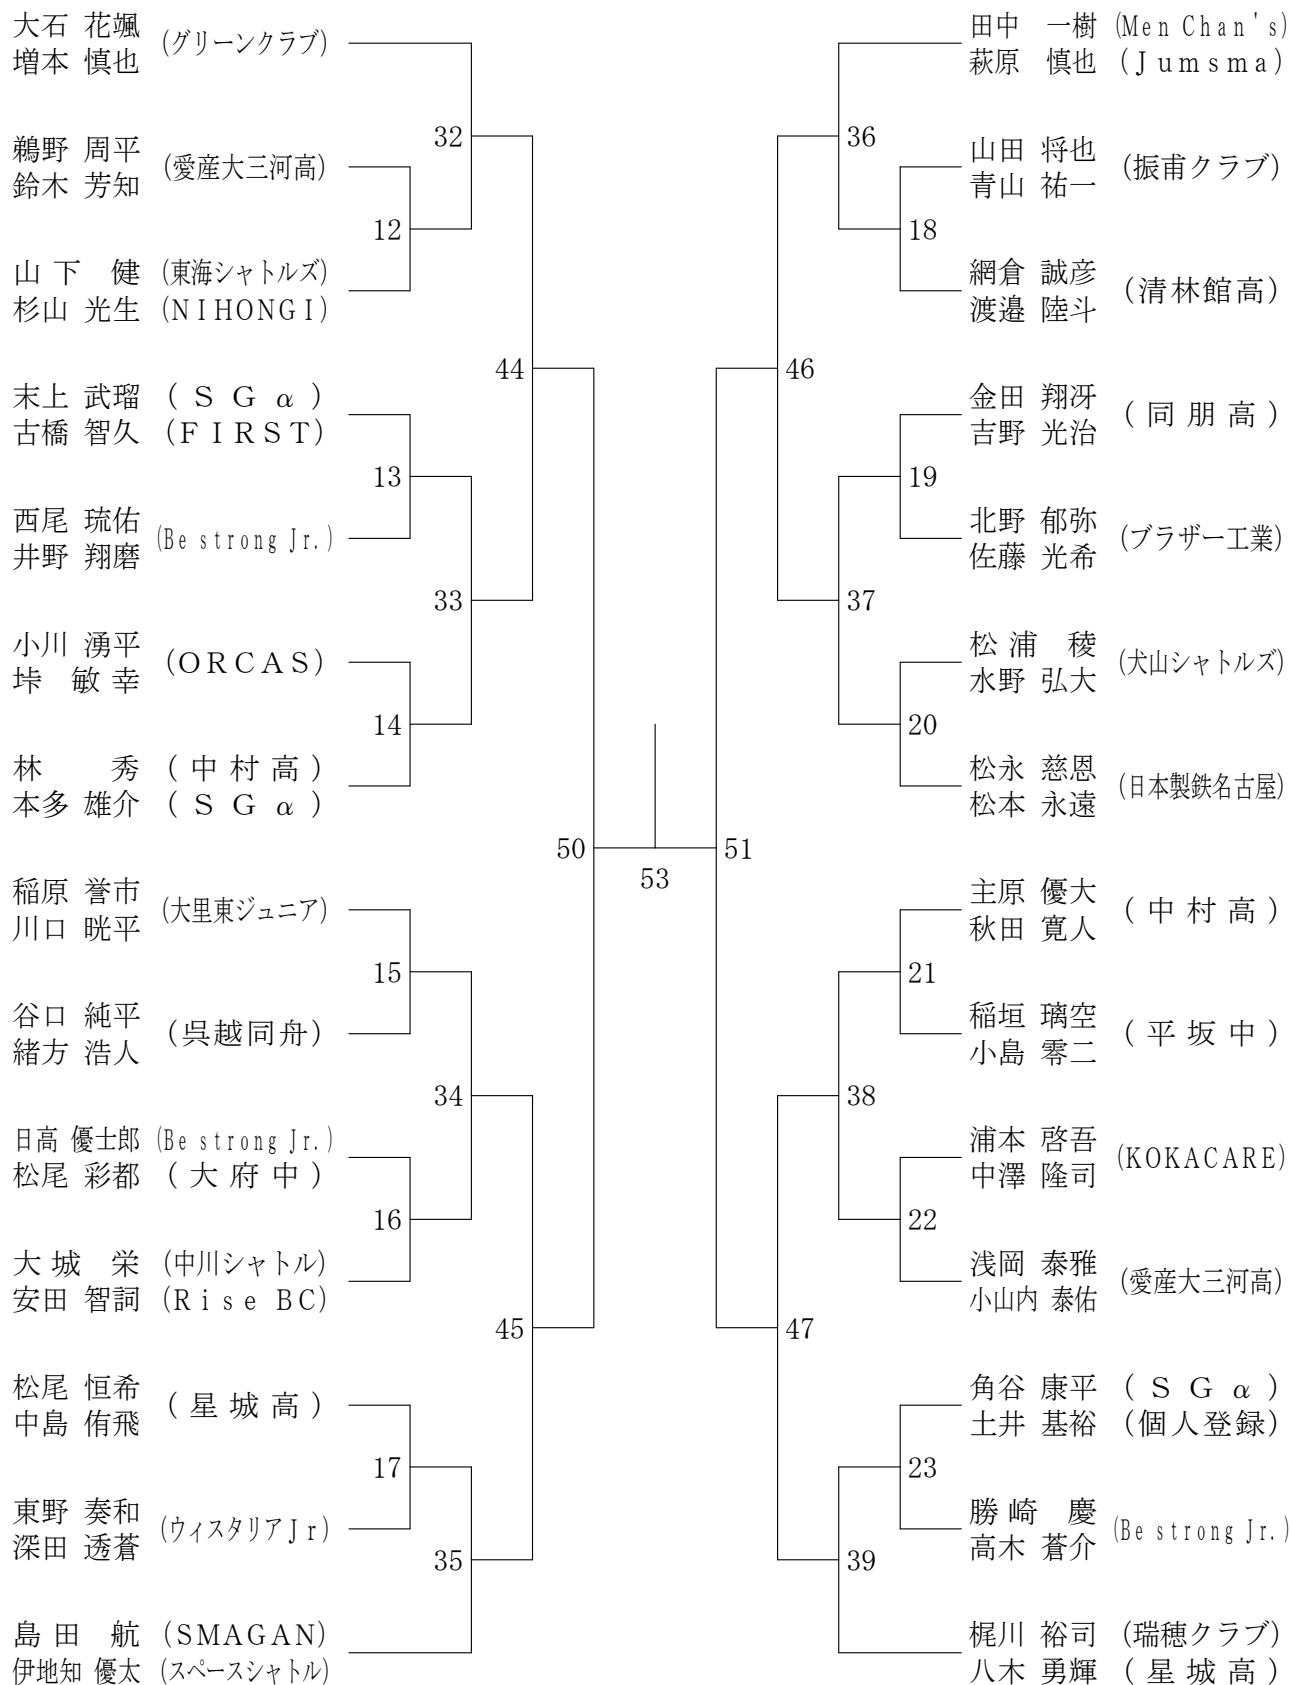 大石 花颯 (グリーンクラブ)
増本 慎也
32
鵜野 周平 (愛産大三河高)
鈴木 芳知
12
山下 健 (東海シャトルズ)
杉山 光生 (NIHONGI)
44
末上 武瑠 (SGα)
古橋 智久 (FIRST)
13
西尾 琉佑 (Be strong Jr.)
井野 翔磨
33
小川 湧平 (ORCAS)
垰 敏幸
14
林 秀 (中村高)
本多 雄介 (SGα)
50
53
稲原 誉市 (大里東ジュニア)
川口 晄平
15
谷口 純平 (呉越同舟)
緒方 浩人
34
日高 優士郎 (Be strong Jr.)
松尾 彩都 (大府中)
16
大城 栄 (中川シャトル)
安田 智詞 (Rise BC)
45
松尾 恒希 (星城高)
中島 侑飛
17
東野 奏和 (ウィスタリアJr)
深田 透蒼
35
島田 航 (SMAGAN)
伊地知 優太 (スペースシャトル)
田中 一樹 (Men Chan's)
萩原 慎也 (Jumsma)
36
山田 将也 (振甫クラブ)
青山 祐一
18
網倉 誠彦 (清林館高)
渡邉 陸斗
46
金田 翔冴 (同朋高)
吉野 光治
19
北野 郁弥 (ブラザー工業)
佐藤 光希
37
松浦 稜 (犬山シャトルズ)
水野 弘大
20
松永 慈恩 (日本製鉄名古屋)
松本 永遠
51
主原 優大 (中村高)
秋田 寛人
21
稲垣 璃空 (平坂中)
小島 零二
38
浦本 啓吾 (KOKACARE)
中澤 隆司
22
浅岡 泰雅 (愛産大三河高)
小山内 泰佑
47
角谷 康平 (SGα)
土井 基裕 (個人登録)
23
勝崎 慶 (Be strong Jr.)
高木 蒼介
39
梶川 裕司 (瑞穂クラブ)
八木 勇輝 (星城高)